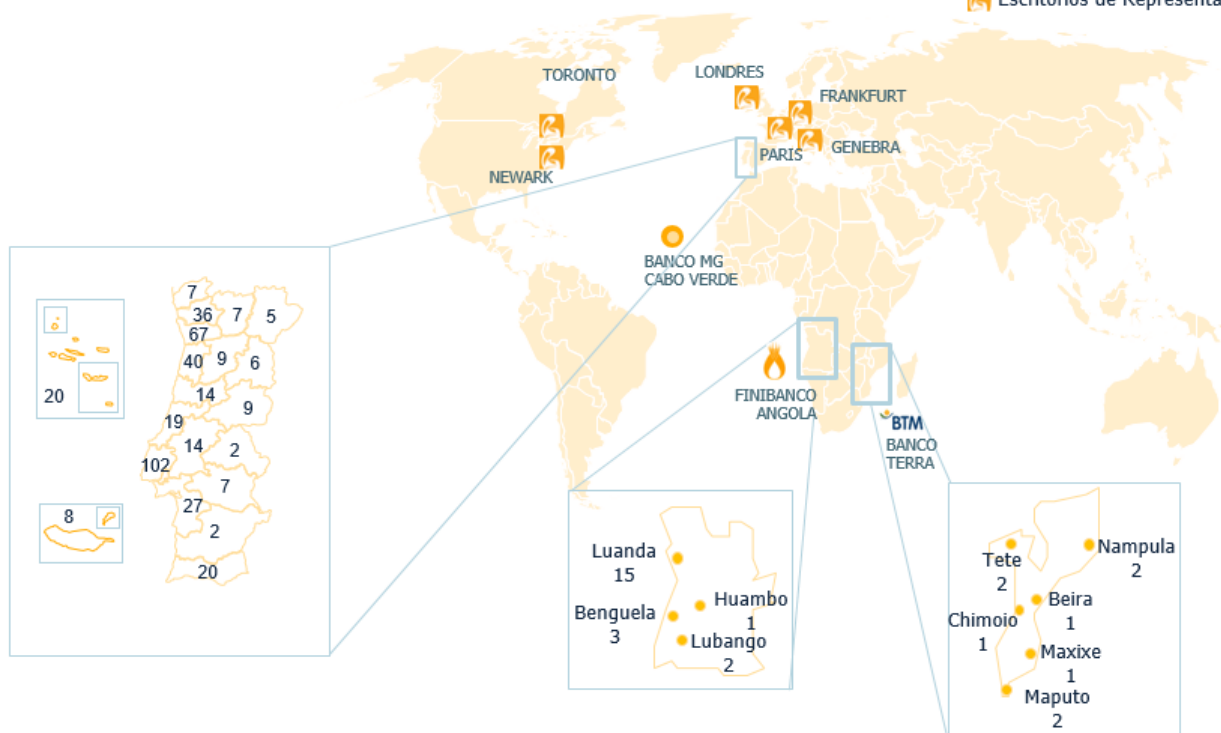 Escritórios de Representa
TORONTO
LONDRES
FRANKFURT
PARIS
GENEBRA
NEWARK
BANCO MG
CABO VERDE
FINIBANCO
ANGOLA
BTM
BANCO
TERRA
7
36
7
5
67
40
9
6
20
14
9
19
14
2
102
7
27
8
2
20
Luanda
15
Huambo
1
Benguela
3
Lubango
2
Tete
2
Nampula
2
Beira
1
Chimoio
1
Maxixe
1
Maputo
2